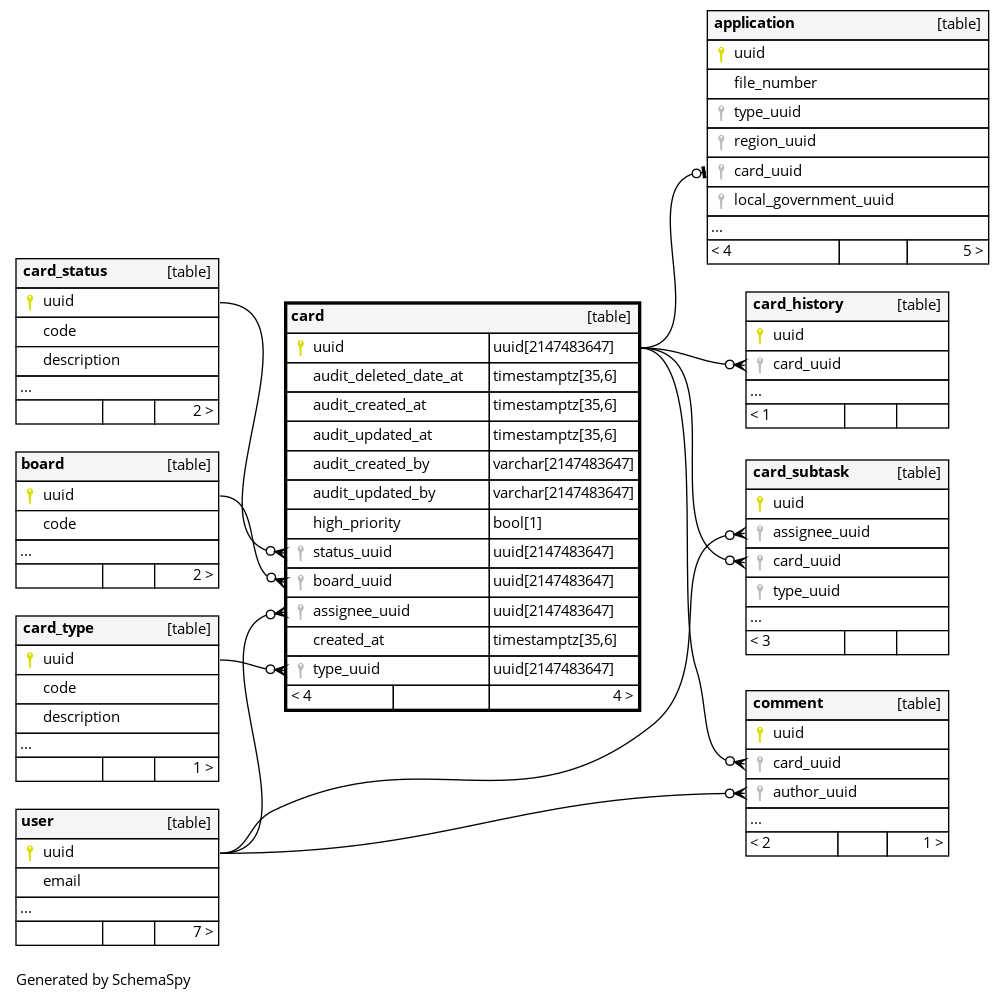 application [table]
uuid
file_number
type_uuid
region_uuid
card_uuid
local_government_uuid
...
< 4 5 >
card_status [table]
uuid
code
description
...
2 >
board [table]
uuid
code
...
2 >
card_type [table]
uuid
code
description
...
1 >
user [table]
uuid
email
...
7 >
card [table]
uuid uuid[2147483647]
audit_deleted_date_at timestamptz[35,6]
audit_created_at timestamptz[35,6]
audit_updated_at timestamptz[35,6]
audit_created_by varchar[2147483647]
audit_updated_by varchar[2147483647]
high_priority bool[1]
status_uuid uuid[2147483647]
board_uuid uuid[2147483647]
assignee_uuid uuid[2147483647]
created_at timestamptz[35,6]
type_uuid uuid[2147483647]
< 4 4 >
card_history [table]
uuid
card_uuid
...
< 1
card_subtask [table]
uuid
assignee_uuid
card_uuid
type_uuid
...
< 3
comment [table]
uuid
card_uuid
author_uuid
...
< 2 1 >
Generated by SchemaSpy